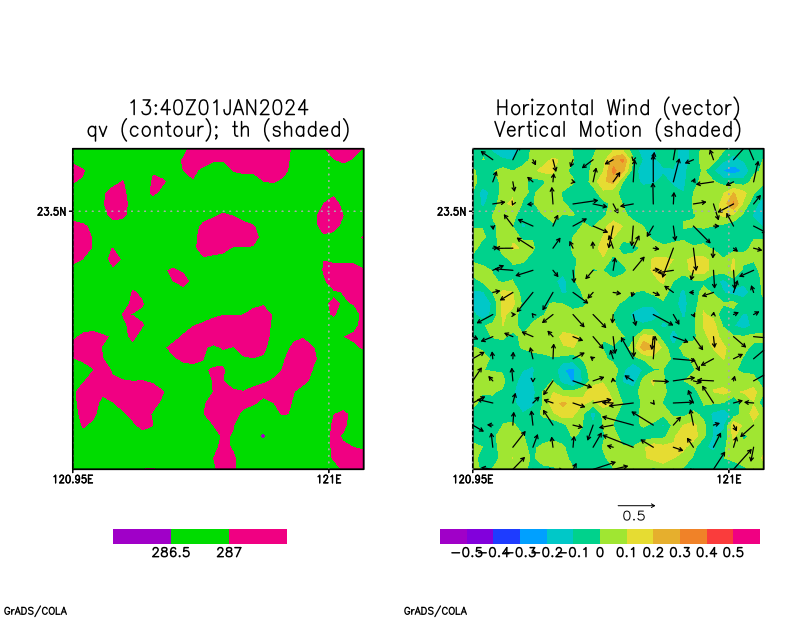 13:40Z01JAN2024
qv (contour); th (shaded)
23.5N
120.95E
121E
286.5
287
GrADS/COLA
Horizontal Wind (vector)
Vertical Motion (shaded)
23.5N
120.95E
121E
0.5
-0.5 -0.4 -0.3 -0.2 -0.1 0 0.1 0.2 0.3 0.4 0.5
GrADS/COLA